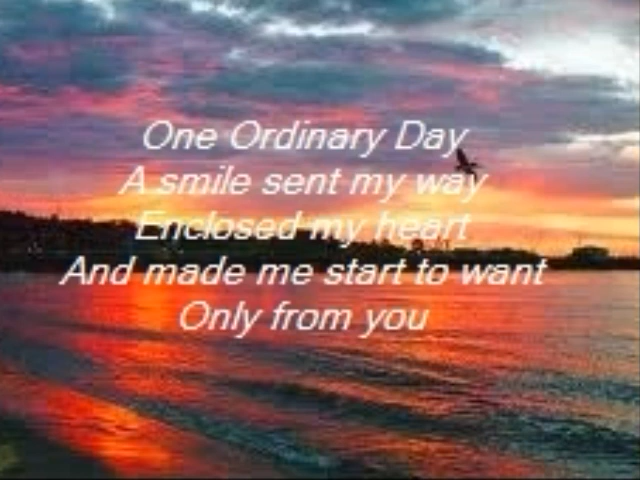 One Ordinary Day
A smile sent my way
Enclosed my heart
And made me start to want
Only from you